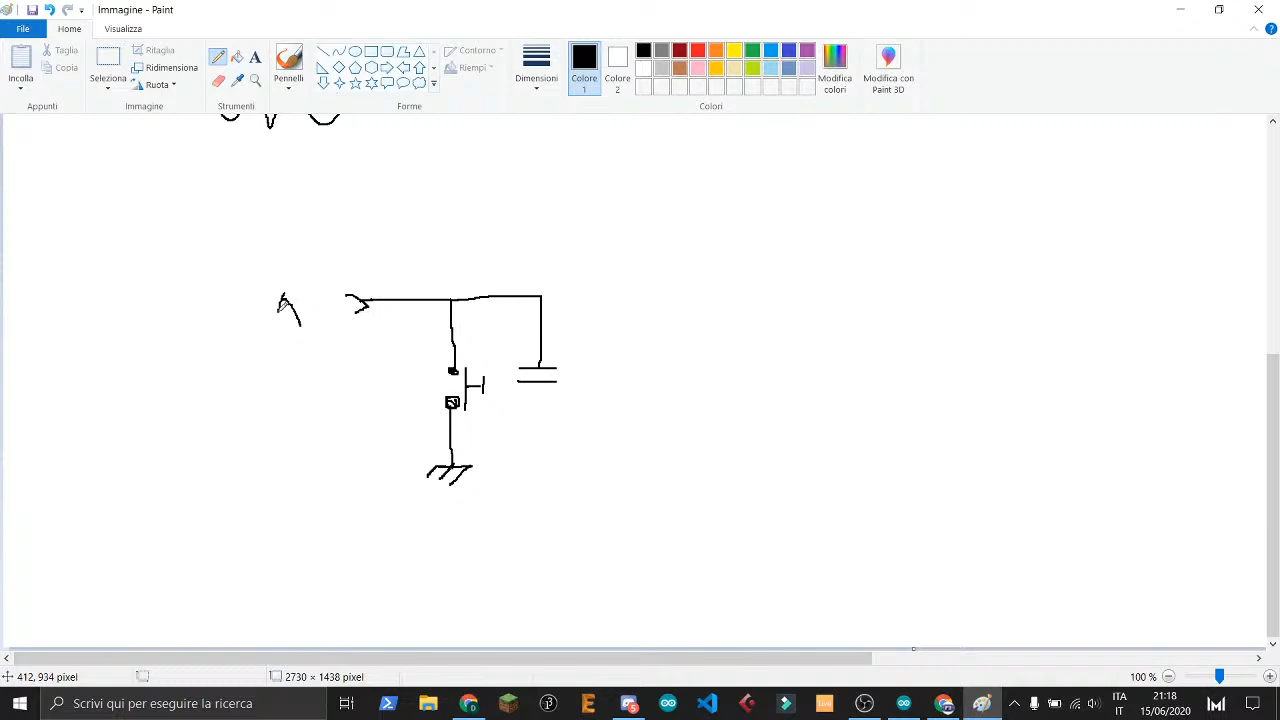 Immagine - Paint
File Home Visualizza
Incolla Taglia Copia Seleziona Ritaglia Ridimensiona Ruota A Pennelli Contorno Riempi Dimensioni Colore 1 Colore 2 Modifica colori Modifica con Paint 3D
Appunti Immagine Strumenti Forme Colori
412, 934 pixel 2730 × 1438 pixel 100 %
Scrivi qui per eseguire la ricerca
ITA
IT
21:18
15/06/2020